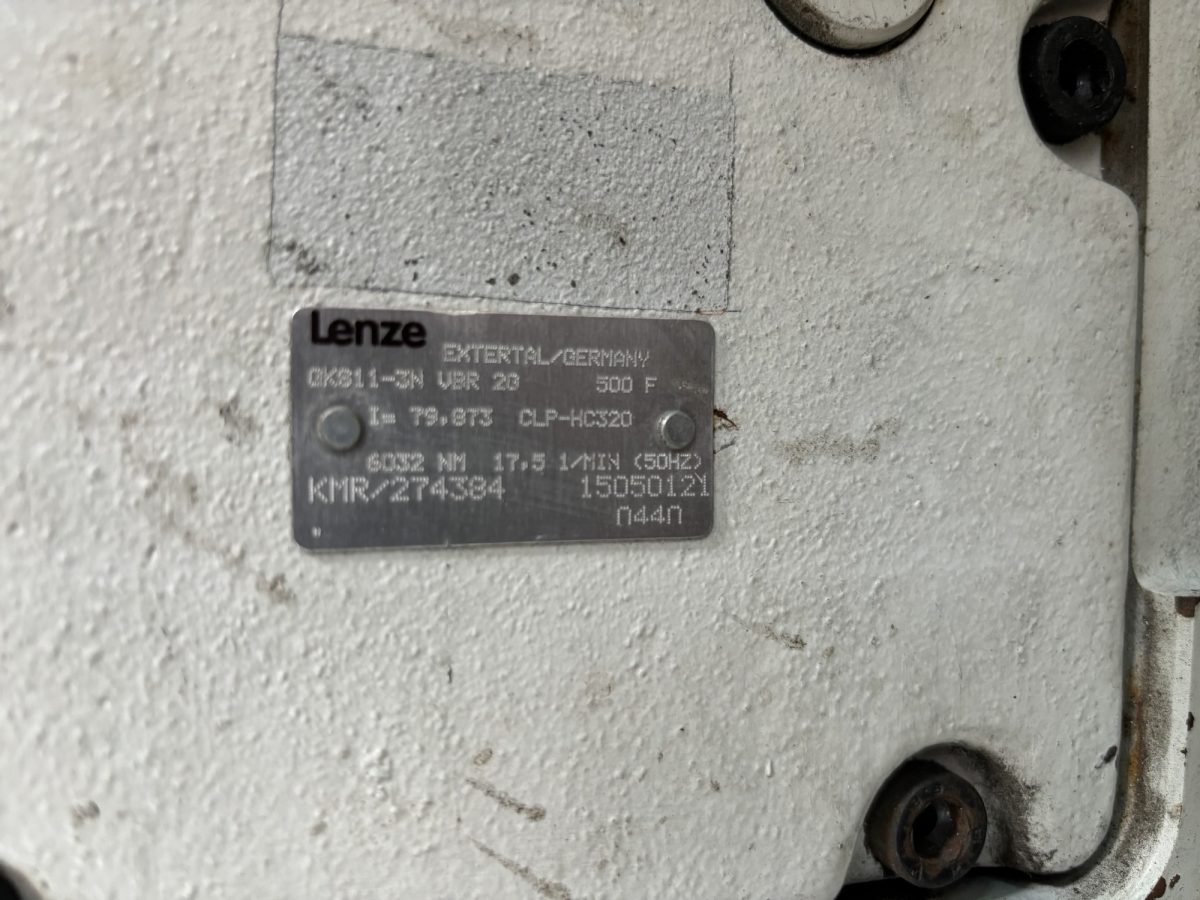 Lenze
EXTERTAL/GERMANY
GKS11-3N VBR 2G 500 F
I= 79,873 CLP-HC320
6032 NM 17,5 1/MIN (50HZ)
KMR/274384 15050121
0440